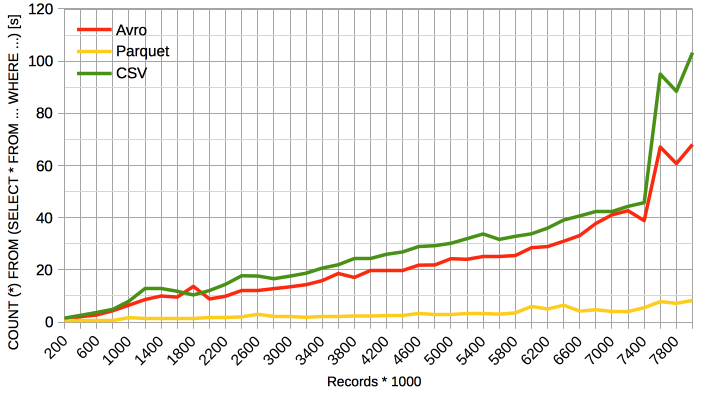 COUNT (*) FROM (SELECT * FROM ... WHERE ...) [s]
120
100
80
60
40
20
0
Avro
Parquet
CSV
200 600 1000 1400 1800 2200 2600 3000 3400 3800 4200 4600 5000 5400 5800 6200 6600 7000 7400 7800
Records * 1000